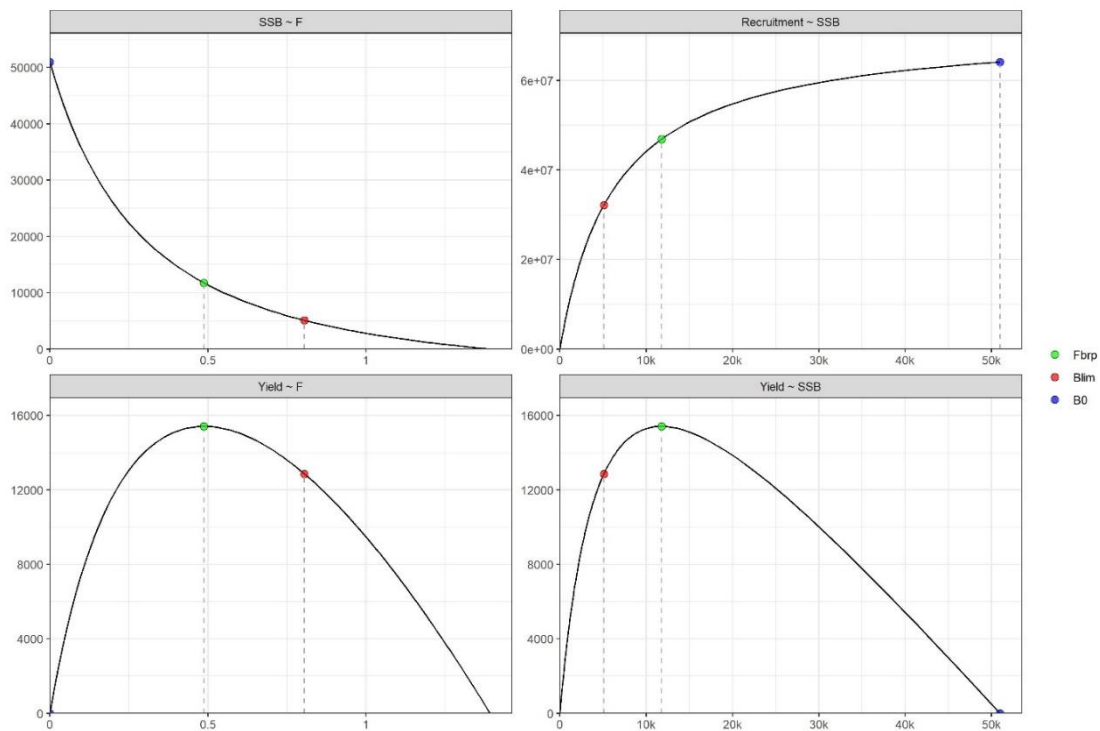 SSB ~ F
50000
40000
30000
20000
10000
0
0
0.5
1
Recruitment ~ SSB
6e+07
4e+07
2e+07
0e+00
0
10k
20k
30k
40k
50k
Yield ~ F
16000
12000
8000
4000
0
0
0.5
1
Yield ~ SSB
16000
12000
8000
4000
0
0
10k
20k
30k
40k
50k
Fbrp
Blim
B0